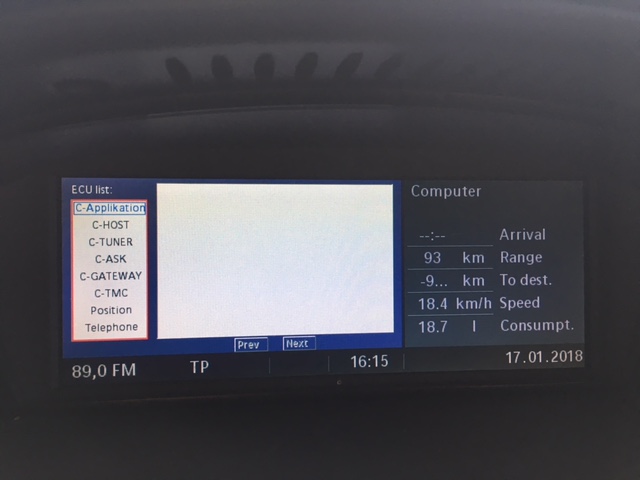 ECU list:
C-Applikation
C-HOST
C-TUNER
C-ASK
C-GATEWAY
C-TMC
Position
Telephone
Prev Next
Computer
--:-- Arrival
93 km Range
-9... km To dest.
18.4 km/h Speed
18.7 l Consumpt.
89,0 FM TP 16:15 17.01.2018